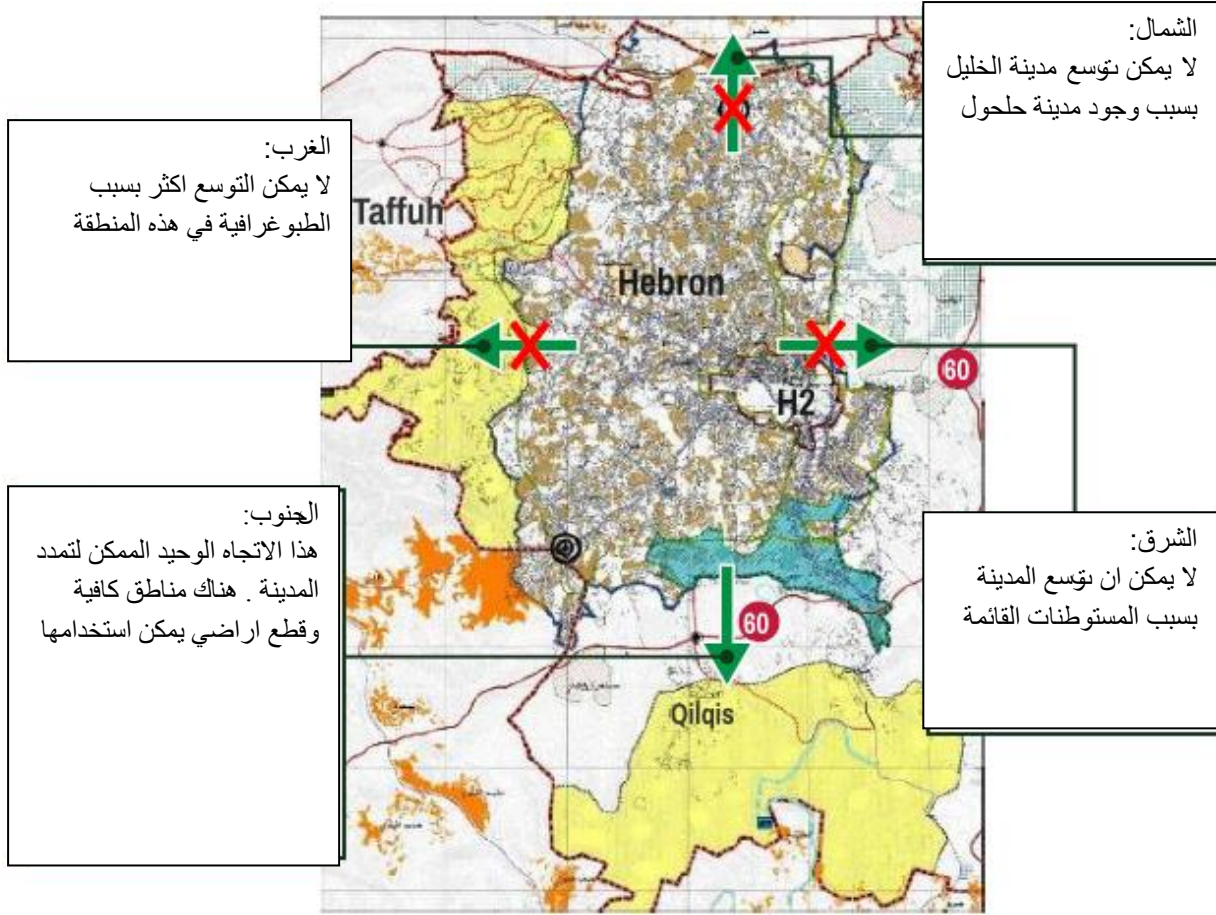 الشمال:
لا يمكن توسع مدينة الخليل
بسبب وجود مدينة حلحول
الغرب:
لا يمكن التوسع اكثر بسبب
الطبوغرافية في هذه المنطقة
Taffuh
Hebron
60
H2
الجنوب:
هذا الاتجاه الوحيد الممكن لتمدد
المدينة . هناك مناطق كافية
وقطع اراضي يمكن استخدامها
الشرق:
لا يمكن ان توسع المدينة
بسبب المستوطنات القائمة
60
Qilqis